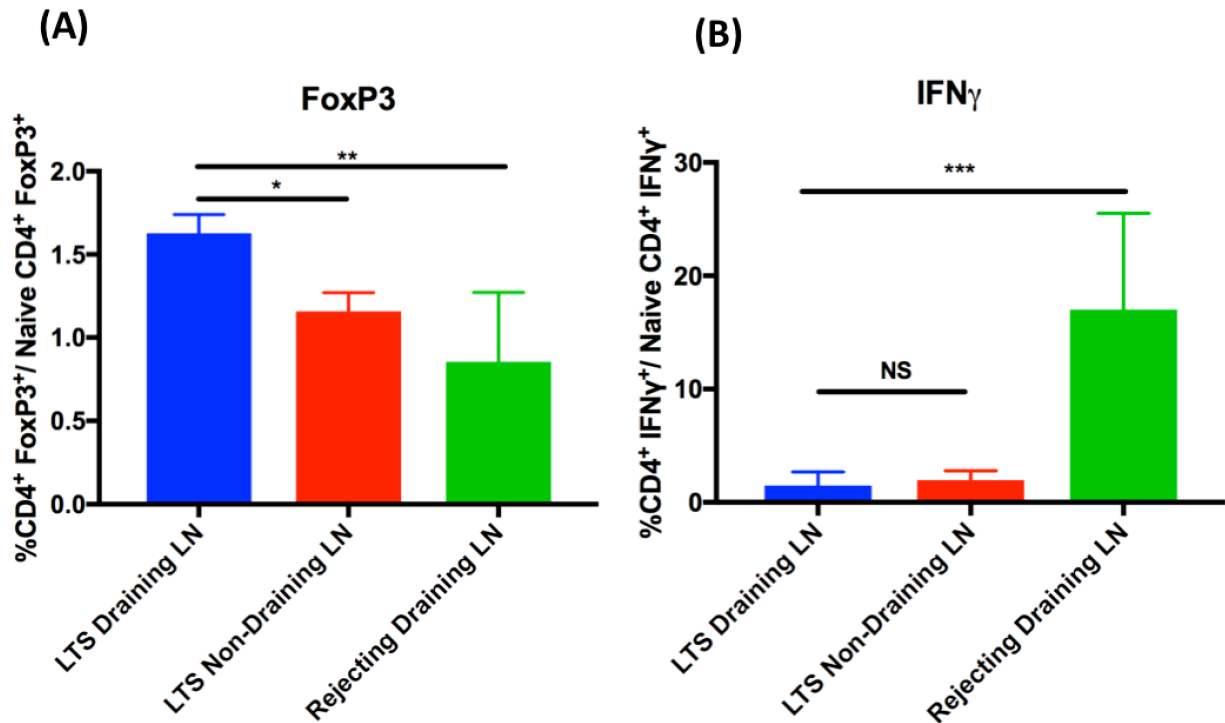 (A)
FoxP3
%CD4⁺ FoxP3⁺/ Naive CD4⁺ FoxP3⁺
2.0
1.5
1.0
0.5
0.0
**
*
LTS Draining LN
LTS Non-Draining LN
Rejecting Draining LN
(B)
IFNγ
%CD4⁺ IFNγ⁺/ Naive CD4⁺ IFNγ⁺
30
20
10
0
***
NS
LTS Draining LN
LTS Non-Draining LN
Rejecting Draining LN